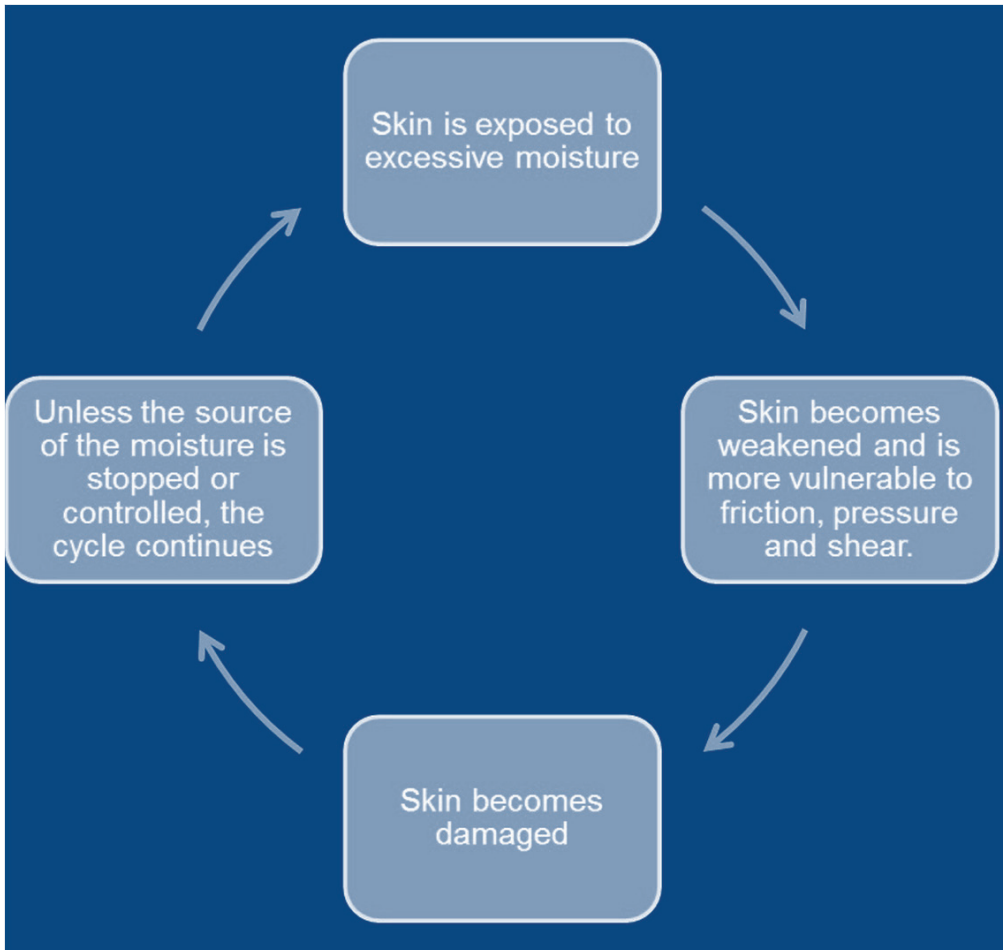 Skin is exposed to
excessive moisture
Skin becomes
weakened and is
more vulnerable to
friction, pressure
and shear.
Skin becomes
damaged
Unless the source
of the moisture is
stopped or
controlled, the
cycle continues